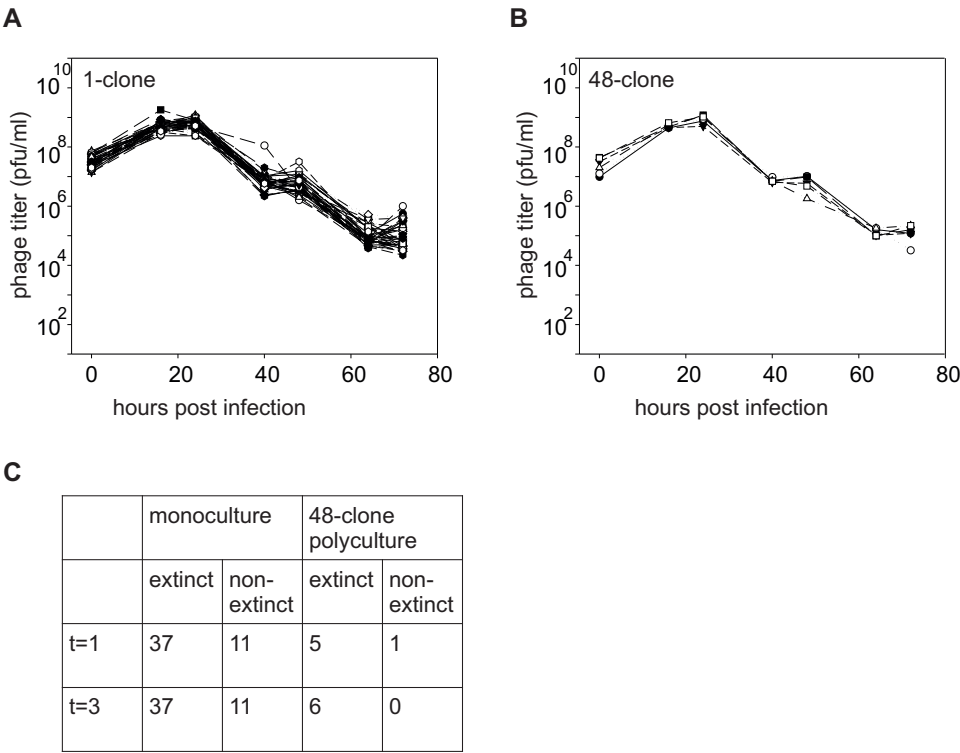 A
1-clone
10^10
10^8
10^6
10^4
10^2
phage titer (pfu/ml)
0 20 40 60 80
hours post infection
B
48-clone
10^10
10^8
10^6
10^4
10^2
phage titer (pfu/ml)
0 20 40 60 80
hours post infection
C
monoculture 48-clone
polyculture
extinct non- extinct non-
extinct extinct
t=1 37 11 5 1
t=3 37 11 6 0